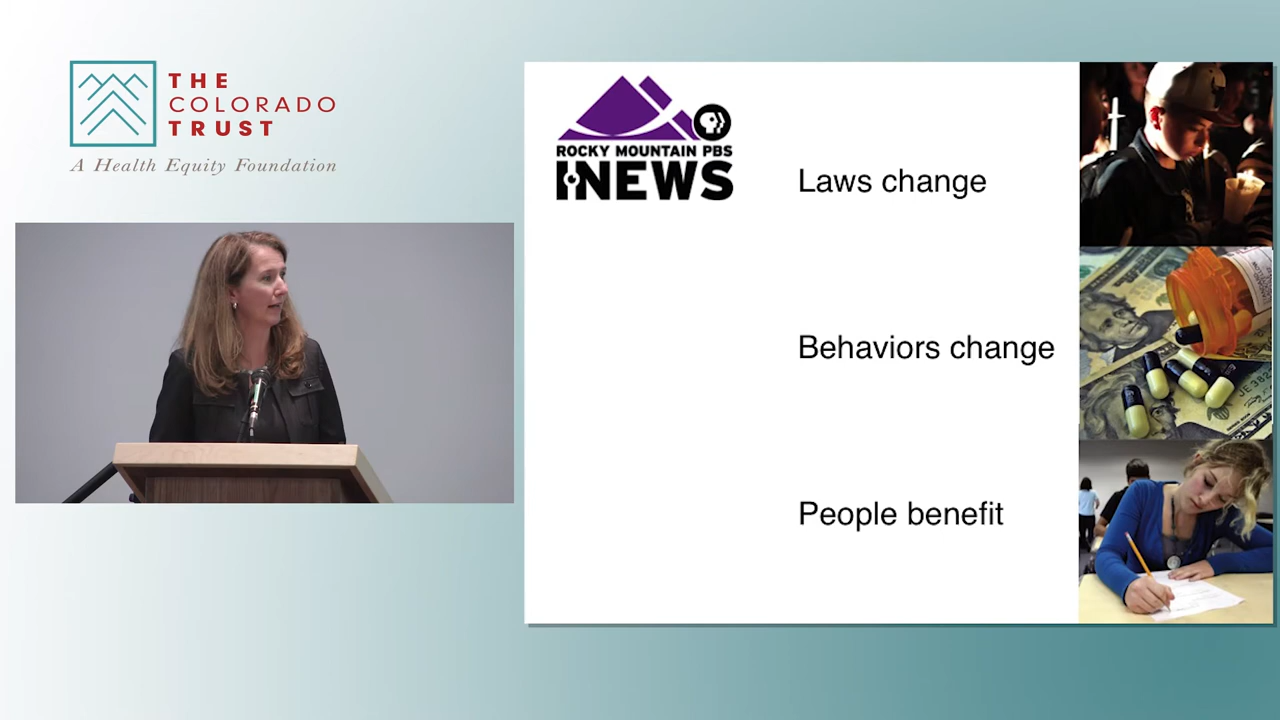 THE
COLORADO
TRUST
A Health Equity Foundation
ROCKY MOUNTAIN PBS
I-NEWS
Laws change
Behaviors change
People benefit